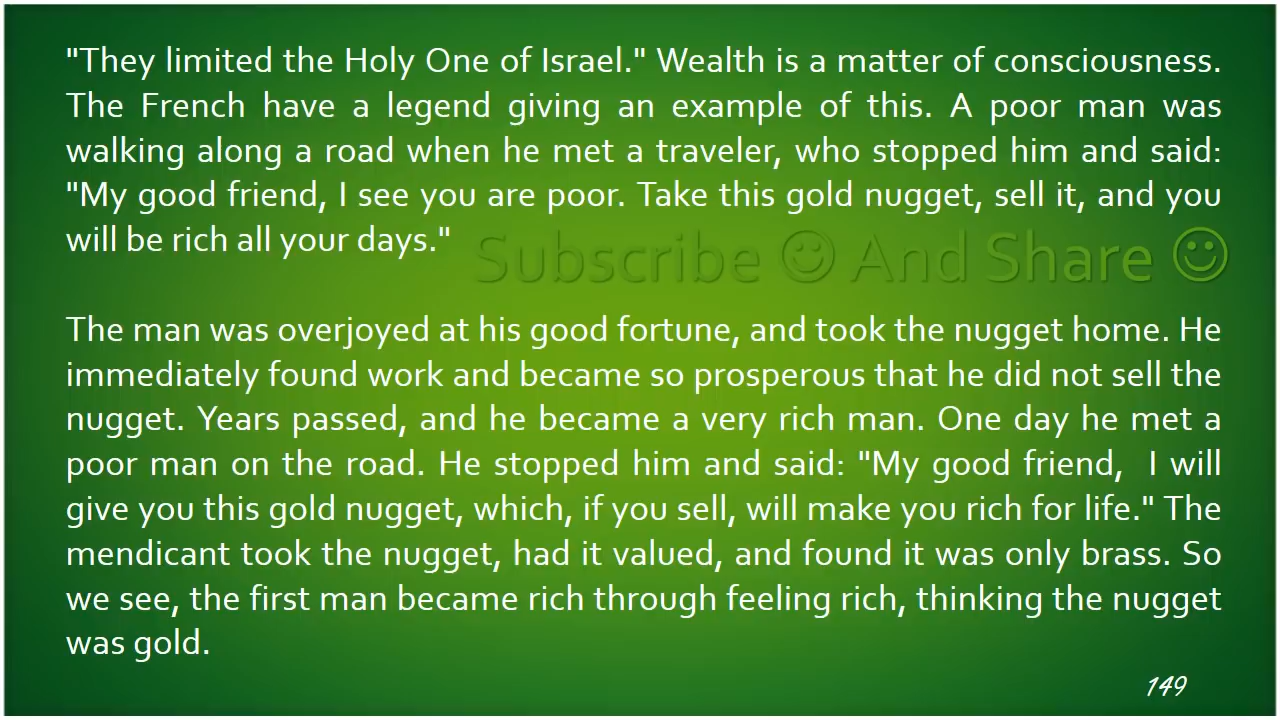 "They limited the Holy One of Israel." Wealth is a matter of consciousness.
The French have a legend giving an example of this. A poor man was
walking along a road when he met a traveler, who stopped him and said:
"My good friend, I see you are poor. Take this gold nugget, sell it, and you
will be rich all your days."
Subscribe ☺ And Share ☺
The man was overjoyed at his good fortune, and took the nugget home. He
immediately found work and became so prosperous that he did not sell the
nugget. Years passed, and he became a very rich man. One day he met a
poor man on the road. He stopped him and said: "My good friend,  I will
give you this gold nugget, which, if you sell, will make you rich for life." The
mendicant took the nugget, had it valued, and found it was only brass. So
we see, the first man became rich through feeling rich, thinking the nugget
was gold.
149